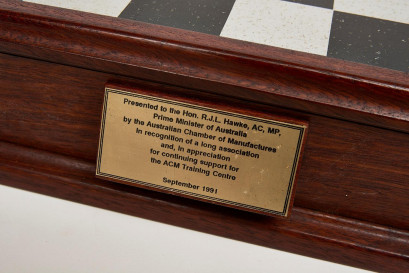 Presented to the Hon. R.J.L. Hawke, AC, MP,
Prime Minister of Australia
by the Australian Chamber of Manufactures
in recognition of a long association
and, in appreciation
for continuing support for
the ACM Training Centre
September 1991